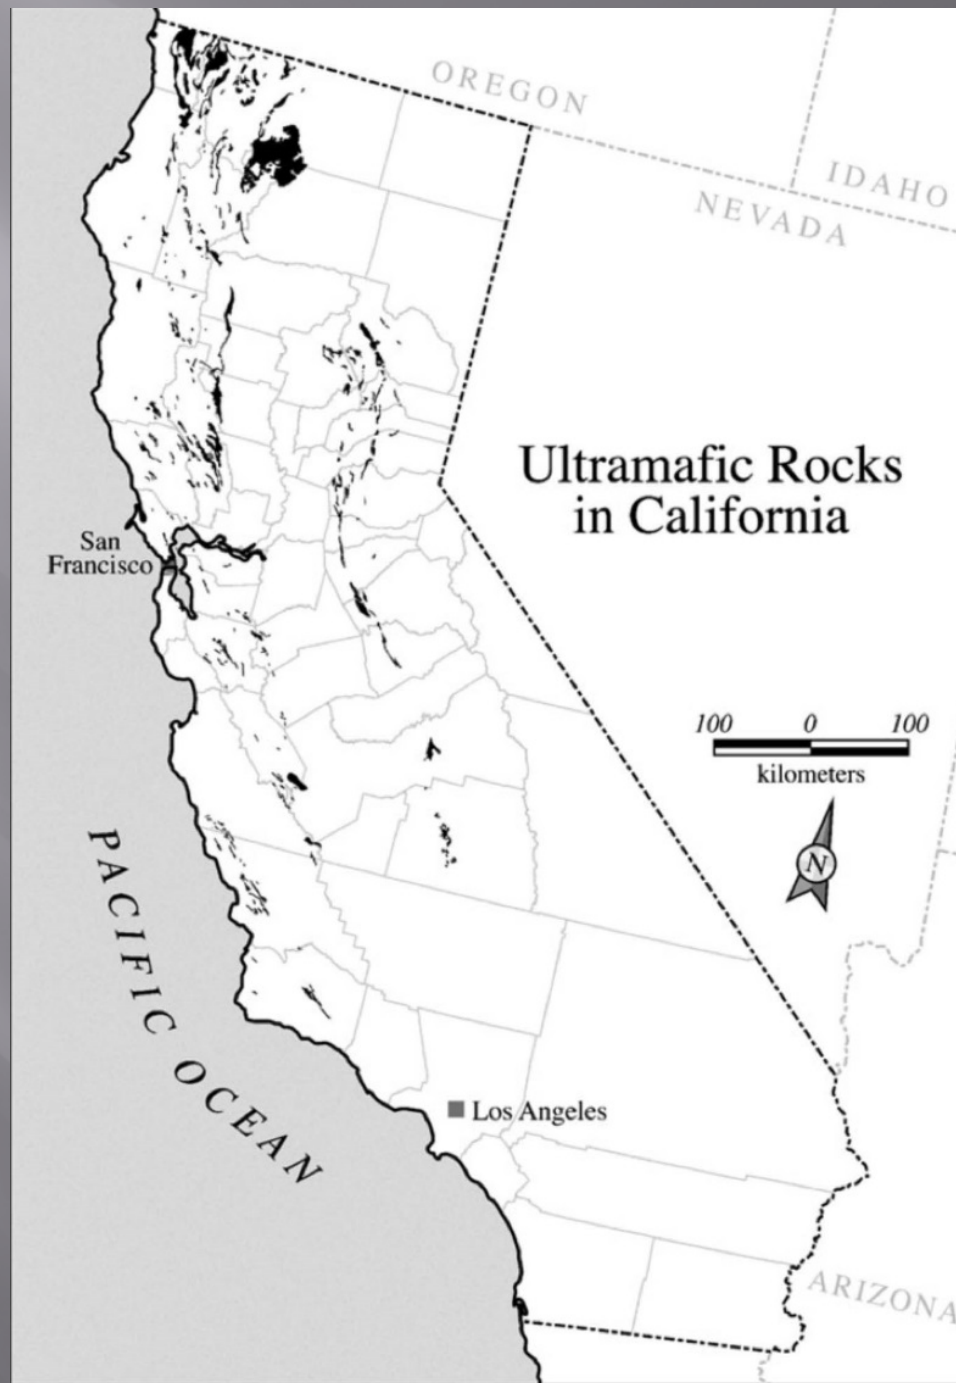 OREGON
IDAHO
NEVADA
Ultramafic Rocks
in California
San
Francisco
100 0 100
kilometers
N
PACIFIC OCEAN
Los Angeles
ARIZONA